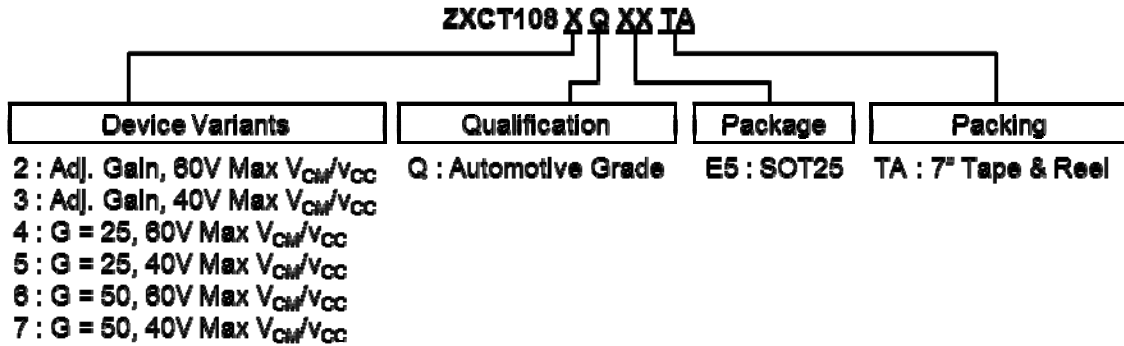 ZXCT108 X Q XX TA
Device Variants
Qualification
Package
Packing
2 : Adj. Gain, 60V Max VCM/vCC
Q : Automotive Grade
E5 : SOT25
TA : 7" Tape & Reel
3 : Adj. Gain, 40V Max VCM/vCC
4 : G = 25, 60V Max VCM/vCC
5 : G = 25, 40V Max VCM/vCC
6 : G = 50, 60V Max VCM/vCC
7 : G = 50, 40V Max VCM/vCC